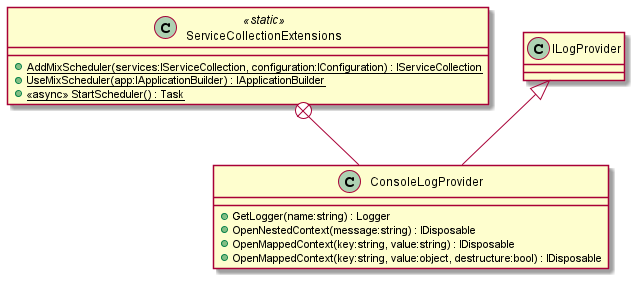 C
«static»
ServiceCollectionExtensions
AddMixScheduler(services:IServiceCollection, configuration:IConfiguration) : IServiceCollection
UseMixScheduler(app:IApplicationBuilder) : IApplicationBuilder
«async» StartScheduler() : Task
C ILogProvider
C ConsoleLogProvider
GetLogger(name:string) : Logger
OpenNestedContext(message:string) : IDisposable
OpenMappedContext(key:string, value:string) : IDisposable
OpenMappedContext(key:string, value:object, destructure:bool) : IDisposable